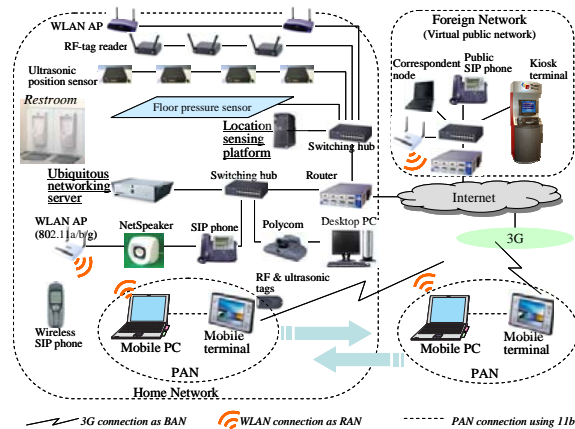 WLAN AP
RF-tag reader
Ultrasonic
position sensor
Restroom
Floor pressure sensor
Location
sensing
platform
Switching hub
Ubiquitous
networking
server
Switching hub
Router
WLAN AP
(802.11a/b/g)
NetSpeaker
SIP phone
Polycom
Desktop PC
RF & ultrasonic
tags
Wireless
SIP phone
Mobile PC
Mobile
terminal
PAN
Home Network
Foreign Network
(Virtual public network)
Correspondent
node
Public
SIP phone
Kiosk
terminal
Internet
3G
Mobile PC
Mobile
terminal
PAN
3G connection as BAN
WLAN connection as RAN
PAN connection using 11b